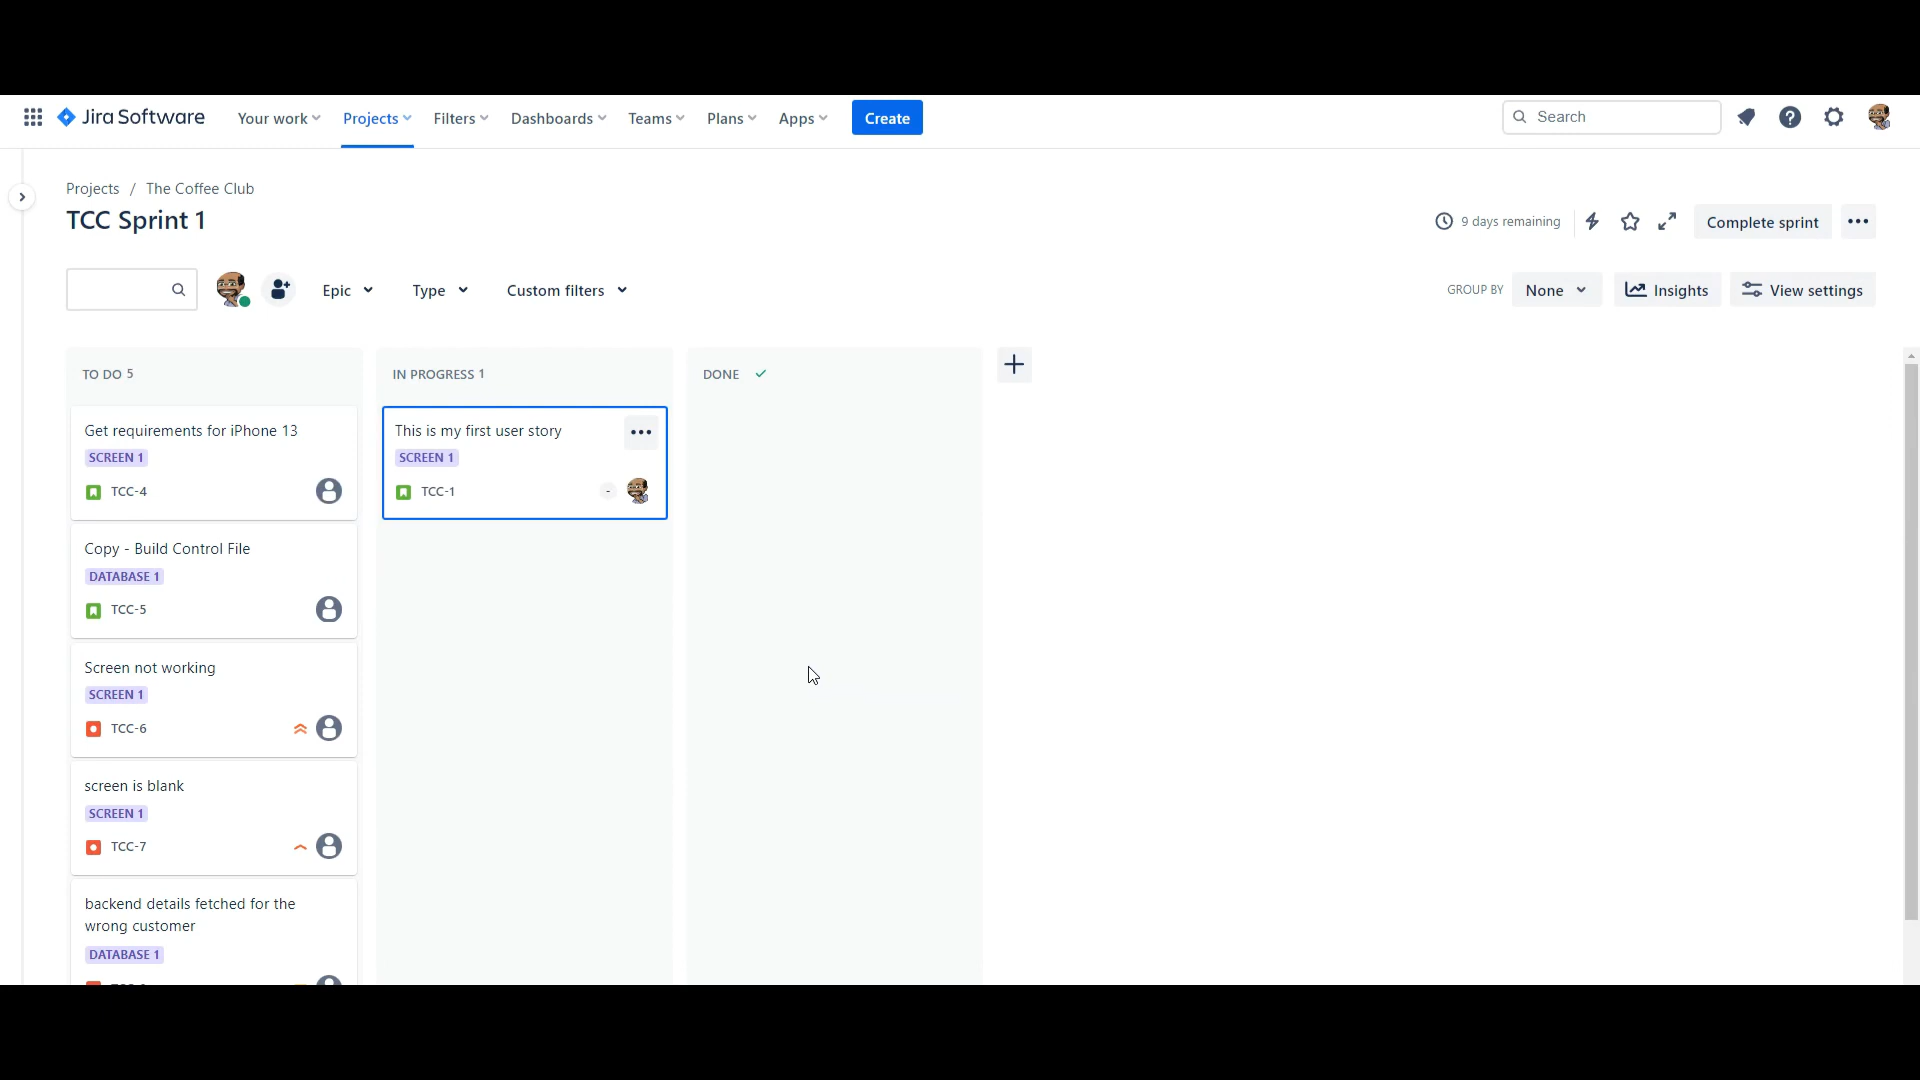 Jira Software
Your work
Projects
Filters
Dashboards
Teams
Plans
Apps
Create
Search
Projects / The Coffee Club
TCC Sprint 1
9 days remaining
Complete sprint
Epic
Type
Custom filters
GROUP BY
None
Insights
View settings
TO DO 5
IN PROGRESS 1
DONE
Get requirements for iPhone 13
SCREEN 1
TCC-4
Copy - Build Control File
DATABASE 1
TCC-5
Screen not working
SCREEN 1
TCC-6
screen is blank
SCREEN 1
TCC-7
backend details fetched for the
wrong customer
DATABASE 1
This is my first user story
SCREEN 1
TCC-1
-